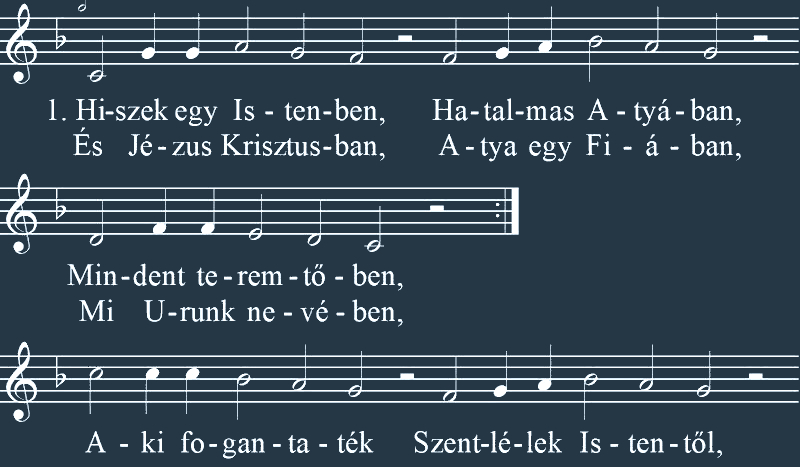 1. Hi-szek egy Is - ten-ben, Ha-tal-mas A - tyá-ban,
És Jé-zus Krisztus-ban, A-tya egy Fi - á - ban,
Min-dent te-rem-tő - ben,
Mi U-runk ne-vé-ben,
A - ki fo-gan-ta-ték Szent-lé-lek Is - ten-től,